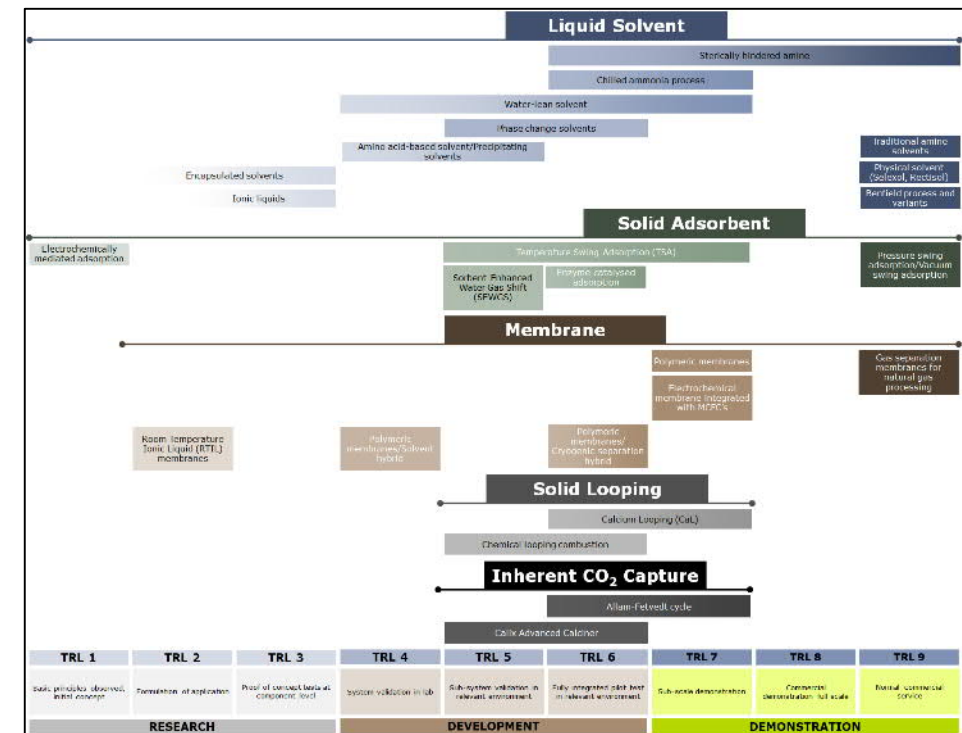 Liquid Solvent
Sterically hindered amine
Chilled ammonia process
Water-lean solvent
Phase change solvents
Amino acid-based solvent/Precipitating
solvents
Traditional amine
solvents
Encapsulated solvents
Physical solvent
(Selexol, Rectisol)
Ionic liquids
Benfield process and
variants
Solid Adsorbent
Electrochemically
mediated adsorption
Temperature Swing Adsorption (TSA)
Pressure swing
adsorption/Vacuum
swing adsorption
Sorbent Enhanced
Water Gas Shift
(SEWGS)
Enzyme catalysed
adsorption
Membrane
Polymeric membranes
Gas separation
membranes for
natural gas
processing
Electrochemical
membrane integrated
with MCFC's
Room Temperature
Ionic Liquid (RTIL)
membranes
Polymeric
membranes/Solvent
hybrid
Polymeric
membranes/
Cryogenic separation
hybrid
Solid Looping
Calcium Looping (CaL)
Chemical looping combustion
Inherent CO₂ Capture
Allam-Fetvedt cycle
Calix Advanced Calciner
TRL 1 TRL 2 TRL 3 TRL 4 TRL 5 TRL 6 TRL 7 TRL 8 TRL 9
Basic principles observed,
initial concept
Formulation of application
Proof of concept tests at
component level
System validation in lab
Sub-system validation in
relevant environment
Fully integrated pilot test
in relevant environment
Sub-scale demonstration
Commercial
demonstration full scale
Normal commercial
service
RESEARCH DEVELOPMENT DEMONSTRATION